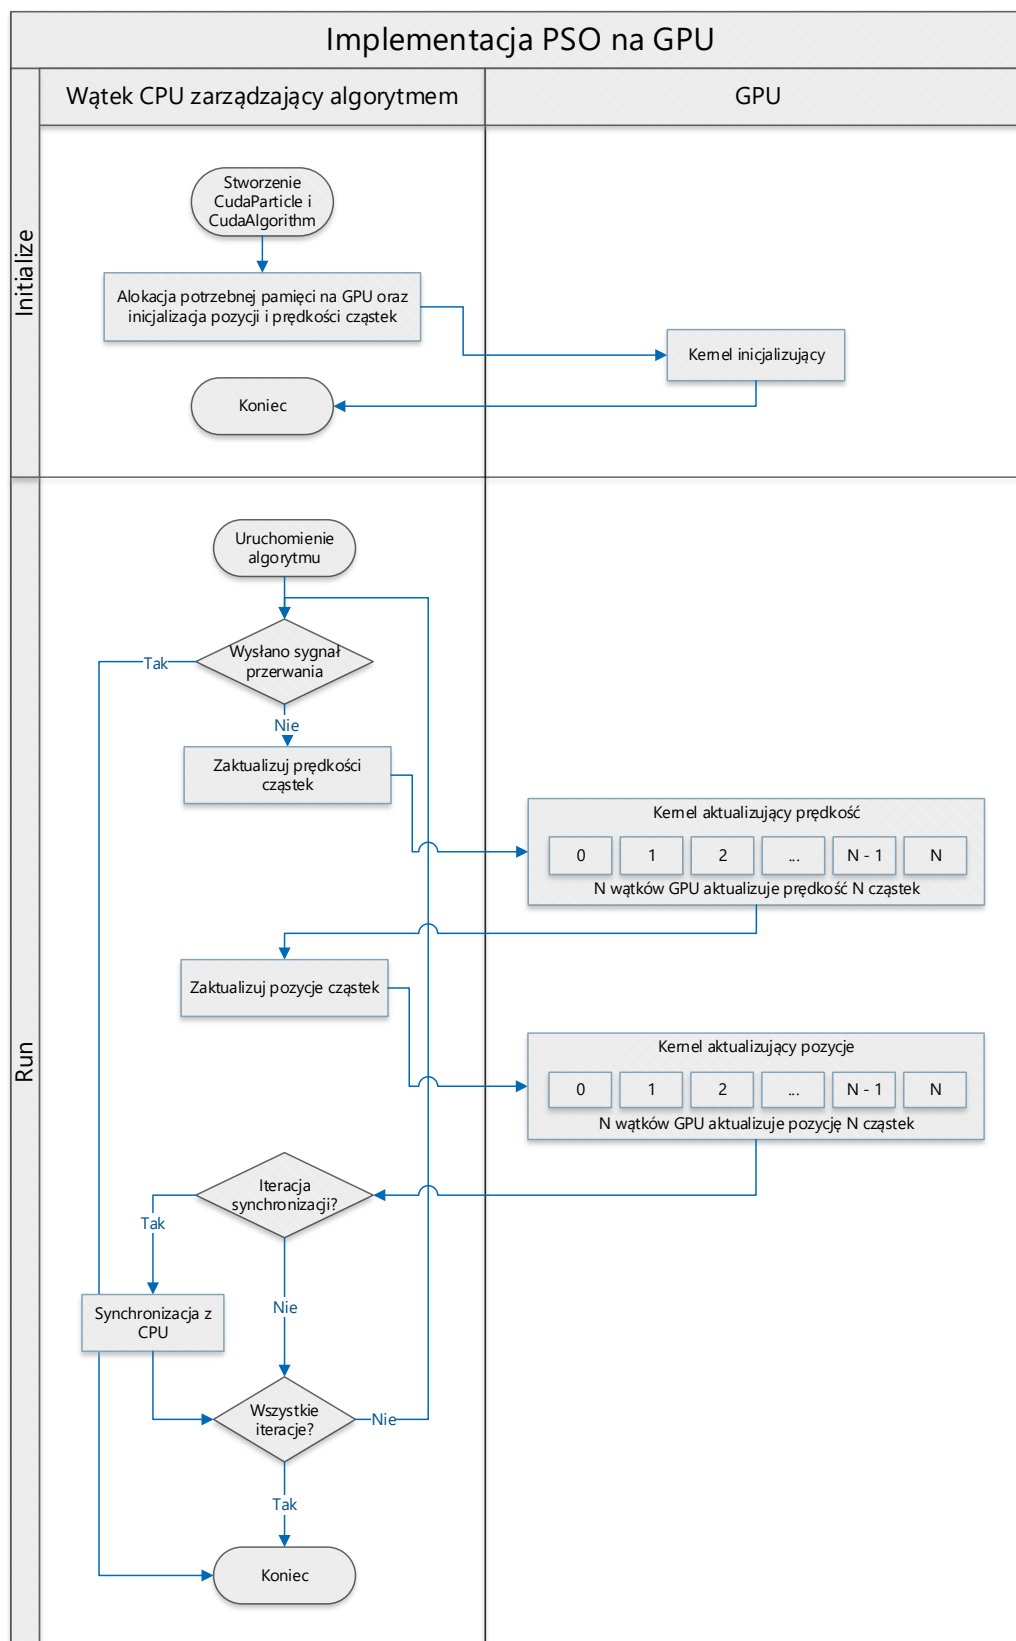 Implementacja PSO na GPU
Wątek CPU zarządzający algorytmem
GPU
Initialize
Stworzenie
CudaParticle i
CudaAlgorithm
Alokacja potrzebnej pamięci na GPU oraz
inicjalizacja pozycji i prędkości cząstek
Kernel inicjalizujący
Koniec
Run
Uruchomienie
algorytmu
Wysłano sygnał
przerwania
Tak
Nie
Zaktualizuj prędkości
cząstek
Kernel aktualizujący prędkość
0 1 2 ... N - 1 N
N wątków GPU aktualizuje prędkość N cząstek
Zaktualizuj pozycje cząstek
Kernel aktualizujący pozycje
0 1 2 ... N - 1 N
N wątków GPU aktualizuje pozycję N cząstek
Iteracja
synchronizacji?
Tak
Nie
Synchronizacja z
CPU
Wszystkie
iteracje?
Nie
Tak
Koniec